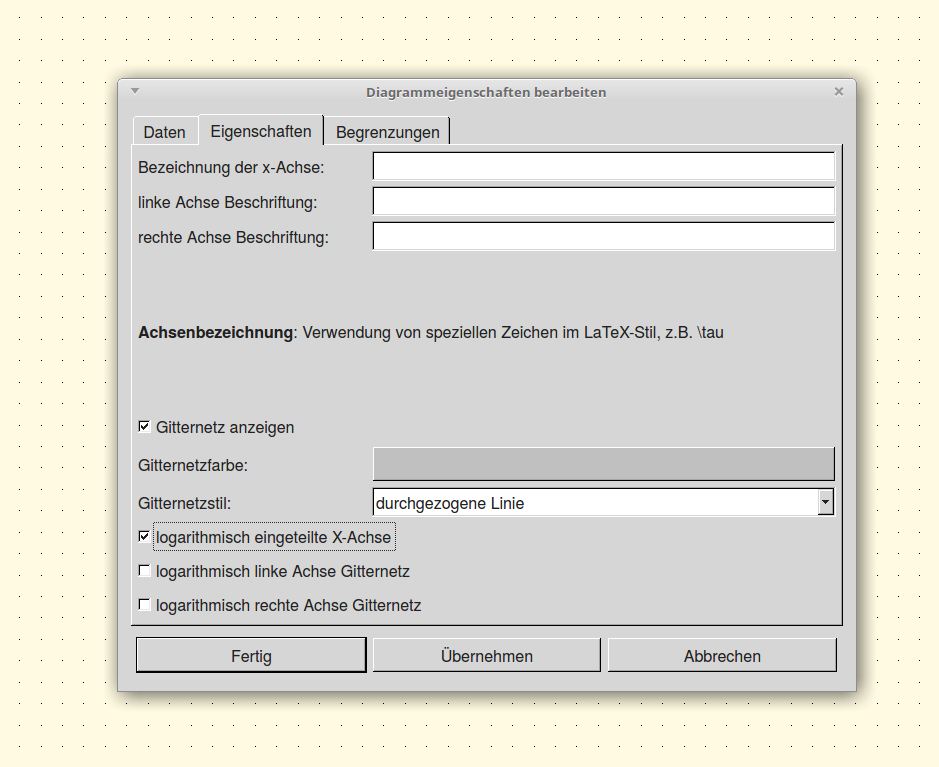 Diagrammeigenschaften bearbeiten
Daten Eigenschaften Begrenzungen
Bezeichnung der x-Achse:
linke Achse Beschriftung:
rechte Achse Beschriftung:
Achsenbezeichnung: Verwendung von speziellen Zeichen im LaTeX-Stil, z.B. \tau
Gitternetz anzeigen
Gitternetzfarbe:
Gitternetzstil: durchgezogene Linie
logarithmisch eingeteilte X-Achse
logarithmisch linke Achse Gitternetz
logarithmisch rechte Achse Gitternetz
Fertig Übernehmen Abbrechen